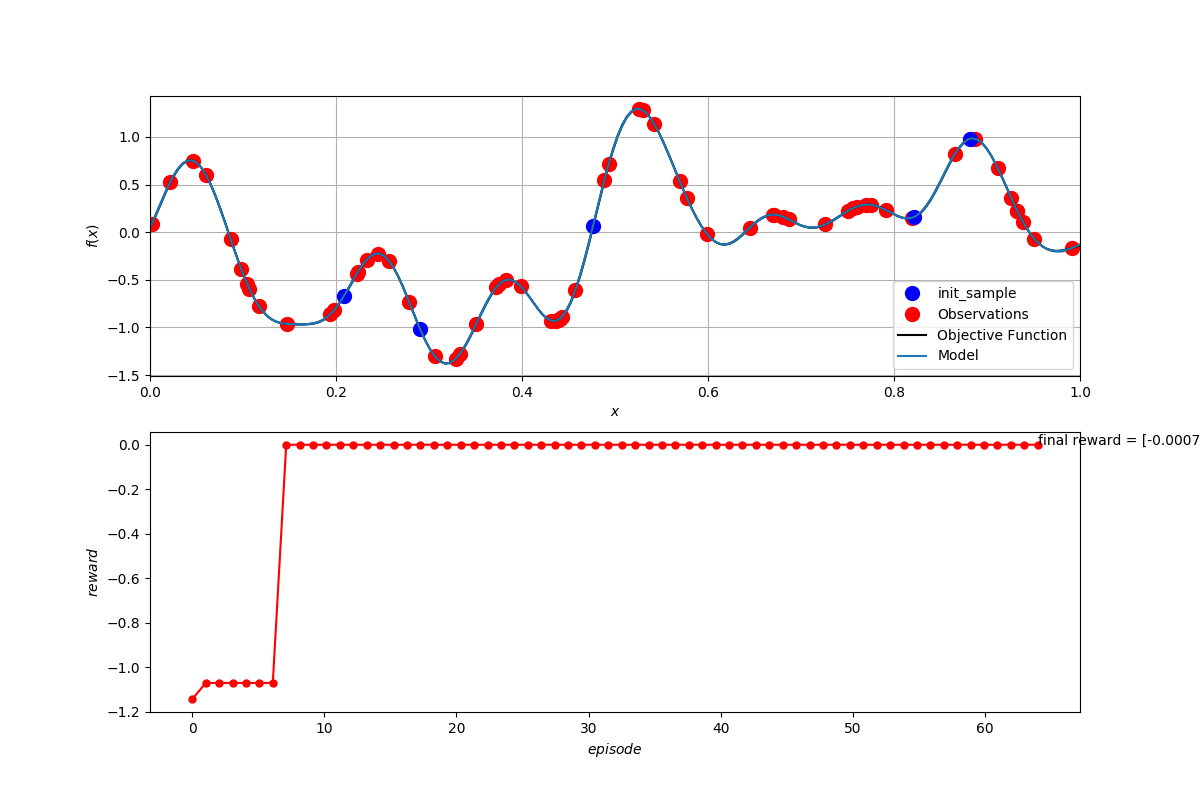 1.0
0.5
0.0
−0.5
−1.0
−1.5
f(x)
0.0 0.2 0.4 0.6 0.8 1.0
x
init_sample
Observations
Objective Function
Model
0.0
−0.2
−0.4
−0.6
−0.8
−1.0
−1.2
reward
final reward = [-0.0007
0 10 20 30 40 50 60
episode